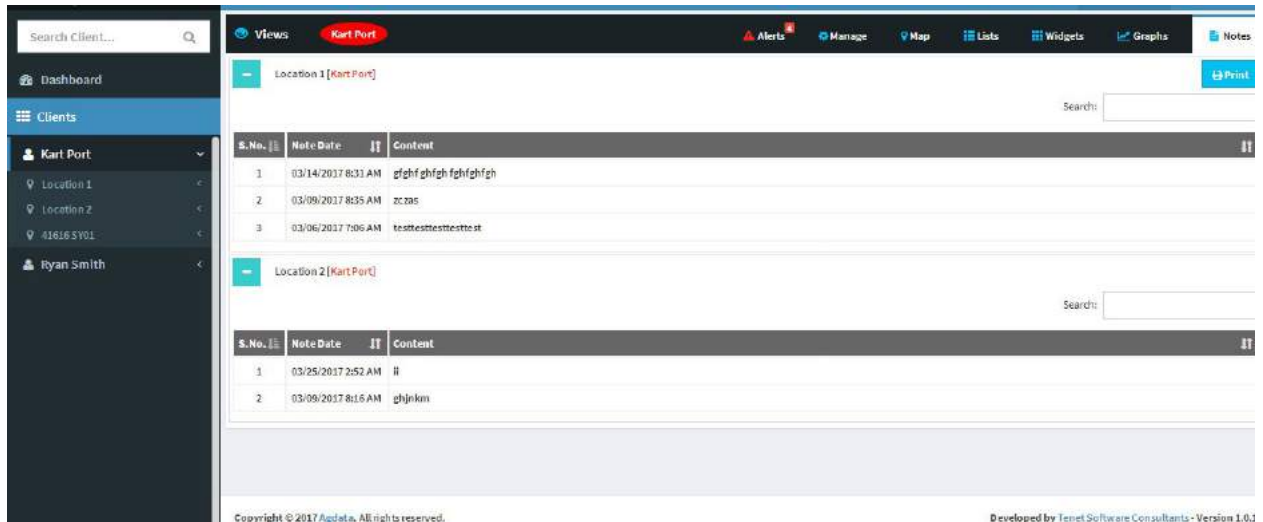 Search Client...
Views Kart Port Alerts 4 Manage Map Lists Widgets Graphs Notes
Dashboard
Location 1 [Kart Port] Print
Clients
Search:
Kart Port
S.No. Note Date Content
Location 1
1 03/14/2017 8:31 AM gfghf ghfgh fghfghfgh
Location 2
2 03/09/2017 8:35 AM zczas
41616 SY01
3 03/06/2017 7:06 AM testtesttesttesttest
Ryan Smith
Location 2 [Kart Port]
Search:
S.No. Note Date Content
1 03/25/2017 2:52 AM
2 03/09/2017 8:16 AM ghjnkm
Copyright © 2017 Agdata. All rights reserved. Developed by Tenet Software Consultants - Version 1.0.1